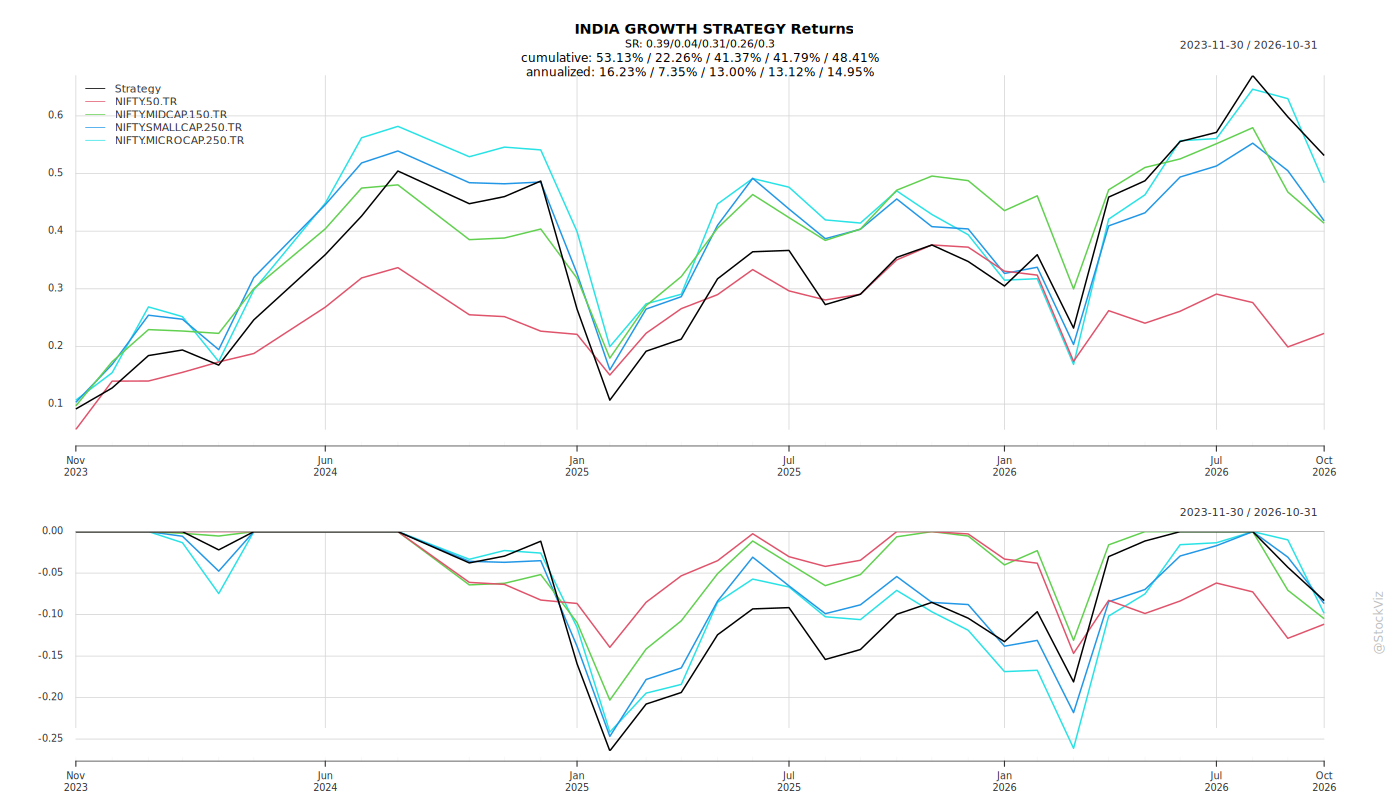 INDIA GROWTH STRATEGY Returns
SR: 0.39/0.04/0.31/0.26/0.3
cumulative: 53.13% / 22.26% / 41.37% / 41.79% / 48.41%
annualized: 16.23% / 7.35% / 13.00% / 13.12% / 14.95%
2023-11-30 / 2026-10-31
Strategy
NIFTY.50.TR
NIFTY.MIDCAP.150.TR
NIFTY.SMALLCAP.250.TR
NIFTY.MICROCAP.250.TR
0.6
0.5
0.4
0.3
0.2
0.1
Nov 2023
Jun 2024
Jan 2025
Jul 2025
Jan 2026
Jul 2026
Oct 2026
2023-11-30 / 2026-10-31
0.00
-0.05
-0.10
-0.15
-0.20
-0.25
Nov 2023
Jun 2024
Jan 2025
Jul 2025
Jan 2026
Jul 2026
Oct 2026
@StockViz